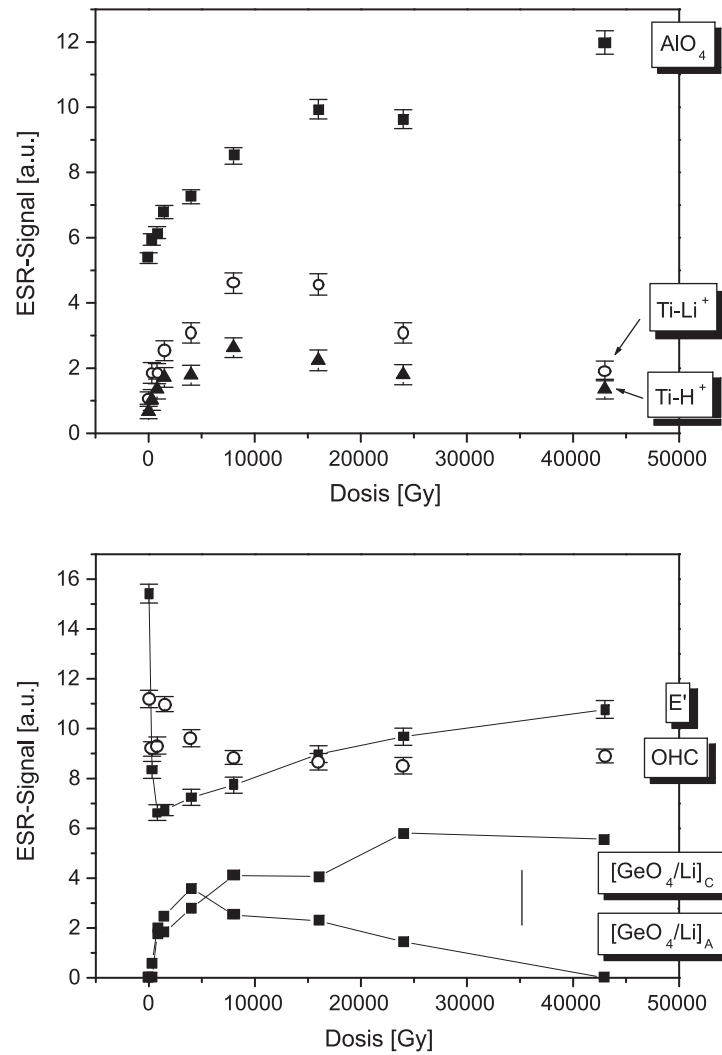 12
10
8
6
4
2
0
ESR-Signal [a.u.]
AlO₄
Ti-Li⁺
Ti-H⁺
0 10000 20000 30000 40000 50000
Dosis [Gy]
16
14
12
10
8
6
4
2
0
ESR-Signal [a.u.]
E'
OHC
[GeO₄/Li]C
[GeO₄/Li]A
0 10000 20000 30000 40000 50000
Dosis [Gy]